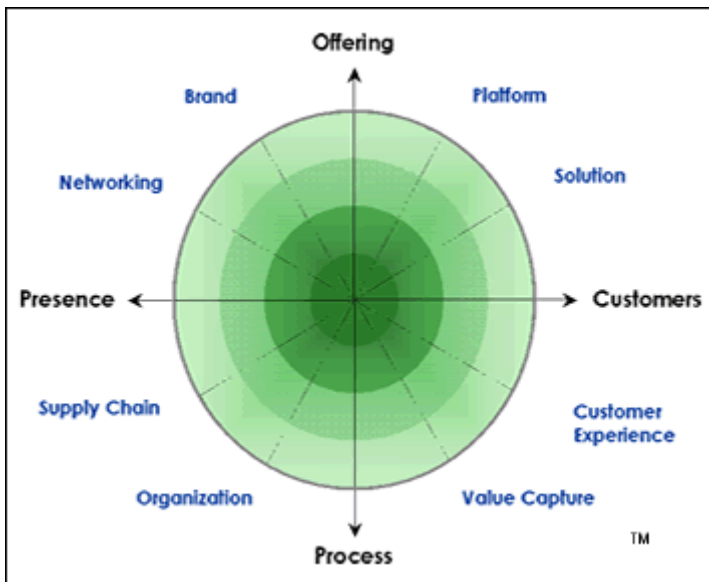 Offering
Brand
Platform
Networking
Solution
Presence
Customers
Supply Chain
Customer
Experience
Organization
Value Capture
Process
TM